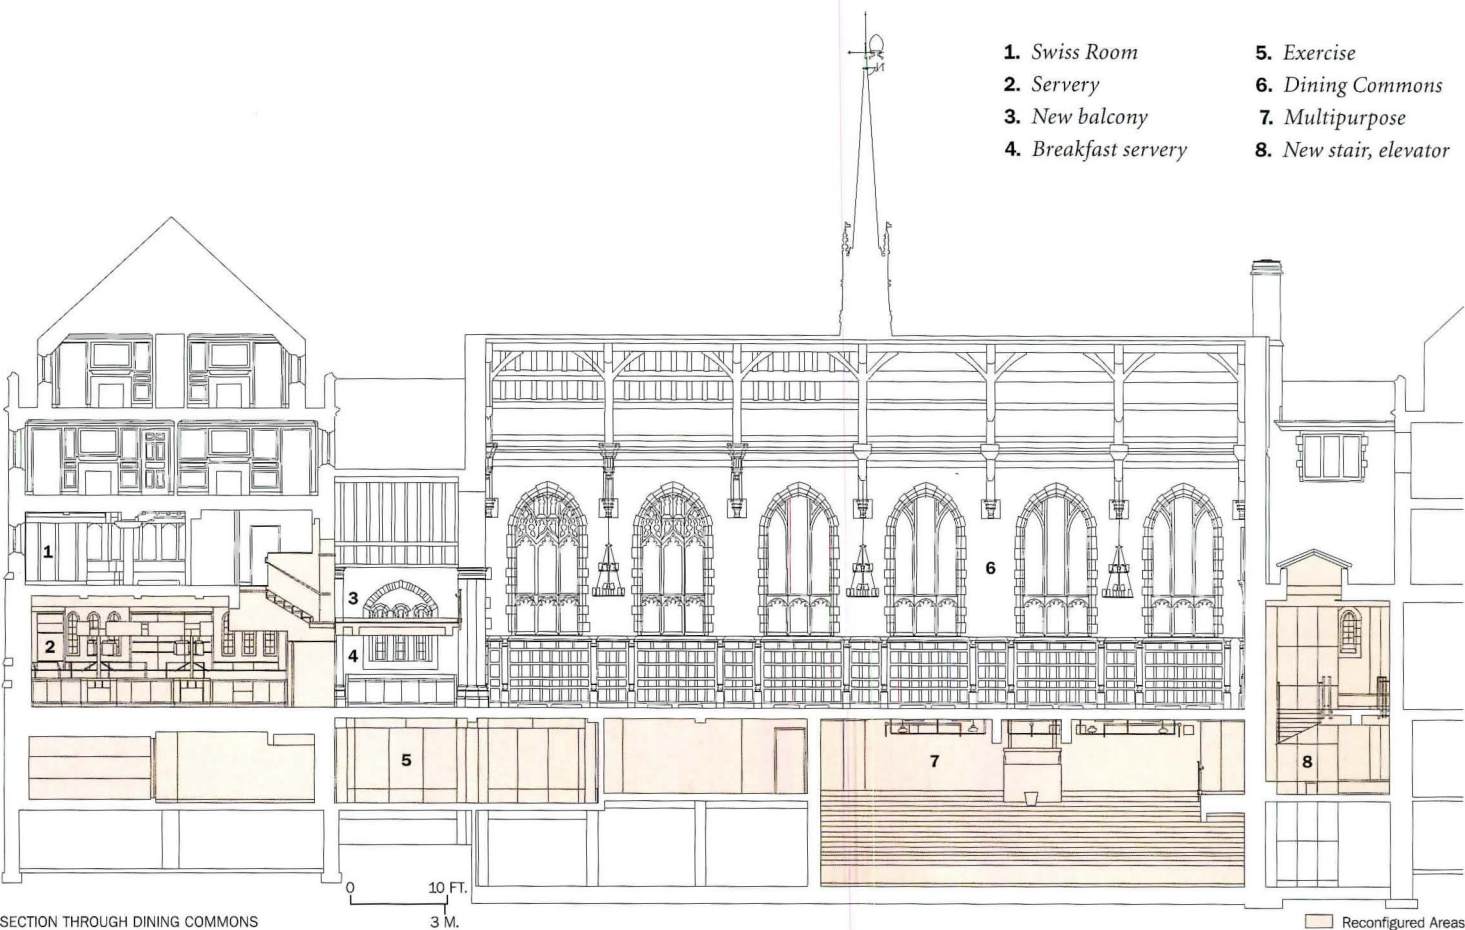 1. Swiss Room
2. Servery
3. New balcony
4. Breakfast servery
5. Exercise
6. Dining Commons
7. Multipurpose
8. New stair, elevator
N
1
2
3
4
5
6
7
8
0 10 FT.
3 M.
SECTION THROUGH DINING COMMONS
Reconfigured Areas